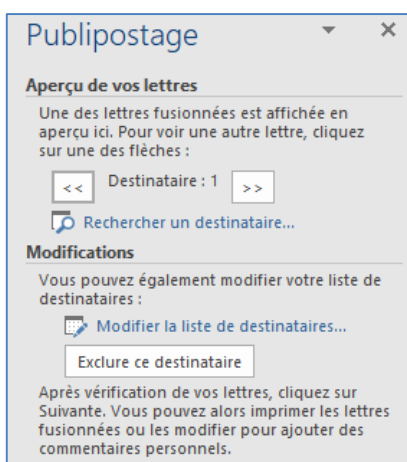 Publipostage
Aperçu de vos lettres
Une des lettres fusionnées est affichée en
aperçu ici. Pour voir une autre lettre, cliquez
sur une des flèches :
<< Destinataire : 1 >>
Rechercher un destinataire...
Modifications
Vous pouvez également modifier votre liste de
destinataires :
Modifier la liste de destinataires...
Exclure ce destinataire
Après vérification de vos lettres, cliquez sur
Suivante. Vous pouvez alors imprimer les lettres
fusionnées ou les modifier pour ajouter des
commentaires personnels.